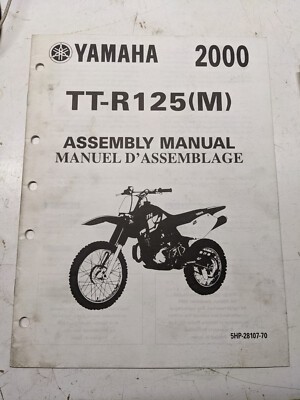 YAMAHA 2000
TT-R125(M)
ASSEMBLY MANUAL
MANUEL D'ASSEMBLAGE
5HP-28107-70